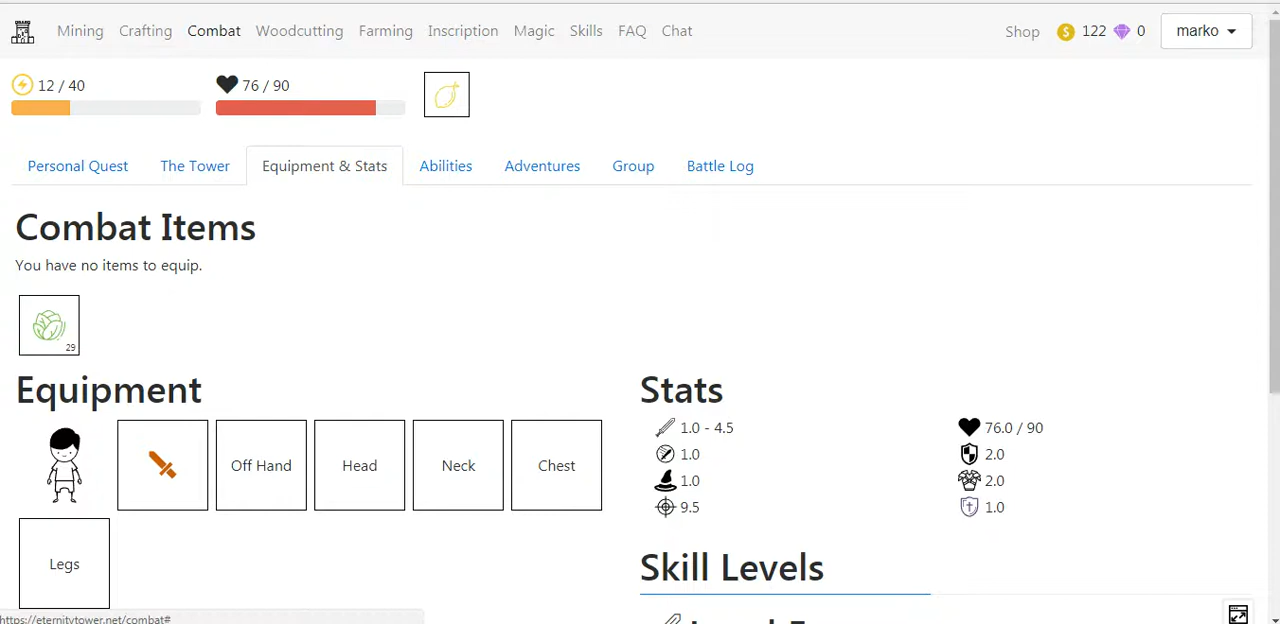 Mining Crafting Combat Woodcutting Farming Inscription Magic Skills FAQ Chat Shop 122 0 marko
12 / 40 76 / 90
Personal Quest The Tower Equipment & Stats Abilities Adventures Group Battle Log
Combat Items
You have no items to equip.
29
Equipment
Off Hand Head Neck Chest
Legs
Stats
1.0 - 4.5 76.0 / 90
1.0 2.0
1.0 2.0
9.5 1.0
Skill Levels
https://eternitytower.net/combat#